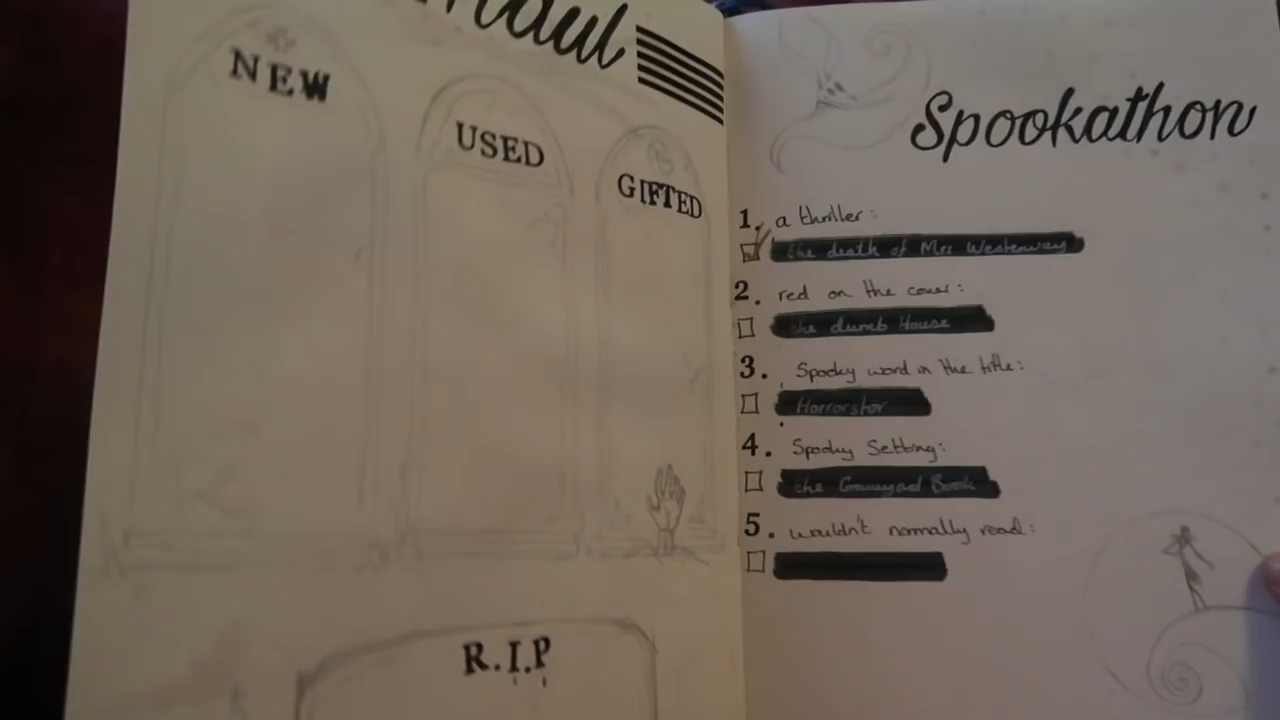 haul
NEW
USED
GIFTED
R.I.P
Spookathon
1. a thriller:
the death of Mrs Westaway
2. red on the cover:
the dumb House
3. Spooky word in the title:
Horrorstör
4. Spooky Setting:
the Graveyard Book
5. wouldn't normally read: